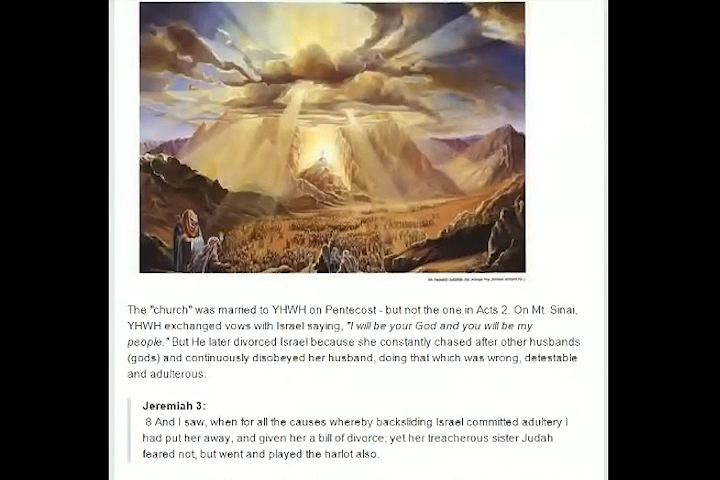 The "church" was married to YHWH on Pentecost - but not the one in Acts 2. On Mt. Sinai,
YHWH exchanged vows with Israel saying, "I will be your God and you will be my
people." But He later divorced Israel because she constantly chased after other husbands
(gods) and continuously disobeyed her husband, doing that which was wrong, detestable
and adulterous:
Jeremiah 3:
8 And I saw, when for all the causes whereby backsliding Israel committed adultery I
had put her away, and given her a bill of divorce; yet her treacherous sister Judah
feared not, but went and played the harlot also.